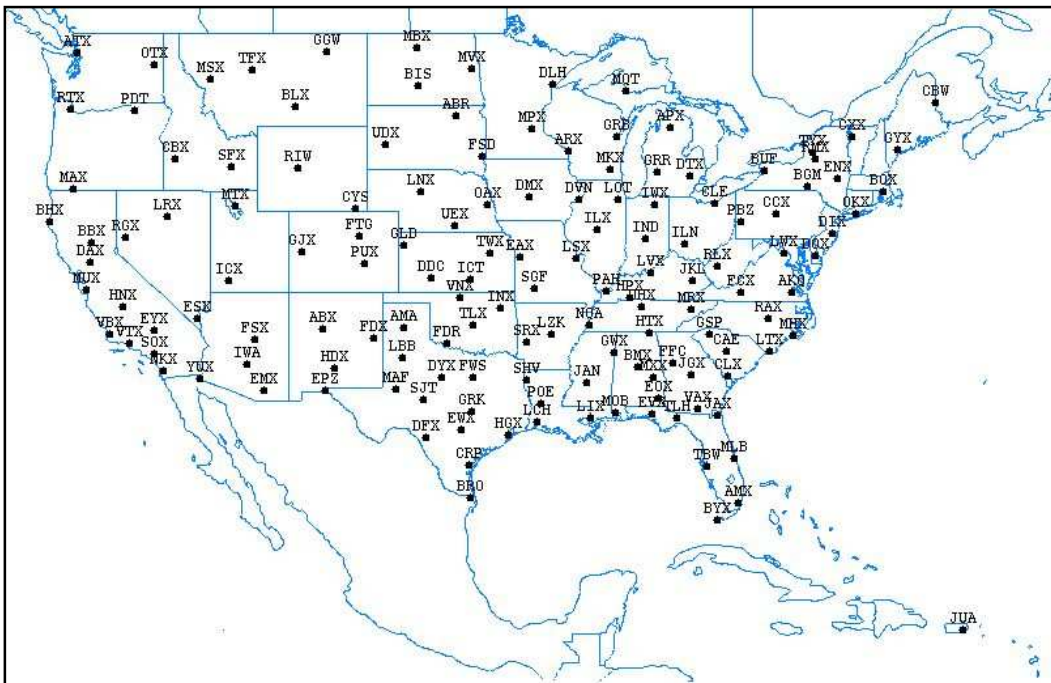 ATX
GGW
MBX
OTX
TFX
MVX
MSX
BIS
DLH
MQT
BLX
CBW
RTX
PDT
ABR
MPX
GRB
APX
UDX
ARX
CXX
TYX
GYX
CBX
SFX
RIW
FSD
MKX
GRR
DTX
BUF
ENX
MAX
MTX
LNX
OAX
DMX
DVN
LOT
IWX
CLE
BGM
BOX
CYS
BHX
LRX
RGX
BBX
FTG
UEX
ILX
PBZ
CCX
OKX
DIX
DAX
GJX
GLD
PUX
TWX
EAX
LSX
IND
ILN
RLX
LWX
DOX
MUX
ICX
DDC
ICT
SGF
LVX
JKL
FCX
AKQ
HNX
VNX
INX
PAH
HPX
OHX
MRX
ESX
RAX
VBX
VTX
EYX
FSX
ABX
FDX
AMA
TLX
SRX
LZK
NQA
HTX
GSP
MHX
SOX
IWA
HDX
LBB
FDR
GWX
BMX
FFC
CAE
LTX
NKX
YUX
EMX
EPZ
MAF
DYX
FWS
SHV
JAN
MXX
JGX
CLX
SJT
GRK
POE
EOX
VAX
DFX
EWX
HGX
LCH
LIX
MOB
EVX
TLH
JAX
CRP
TBW
MLB
BRO
AMX
BYX
JUA